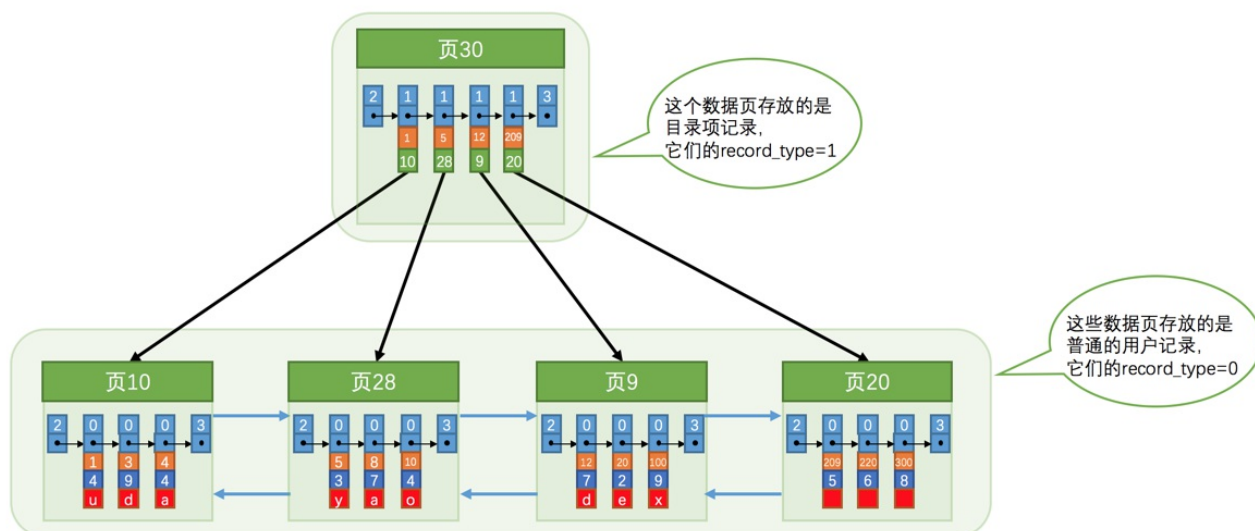 页30
2 1 1 1 1 3
1 5 12 209
10 28 9 20
这个数据页存放的是
目录项记录，
它们的record_type=1
这些数据页存放的是
普通的用户记录，
它们的record_type=0
页10
2 0 0 0 3
1 3 4
4 9 4
u d a
页28
2 0 0 0 3
5 8 10
3 7 4
y a o
页9
2 0 0 0 3
12 20 100
7 2 9
d e x
页20
2 0 0 0 3
209 220 300
5 6 8